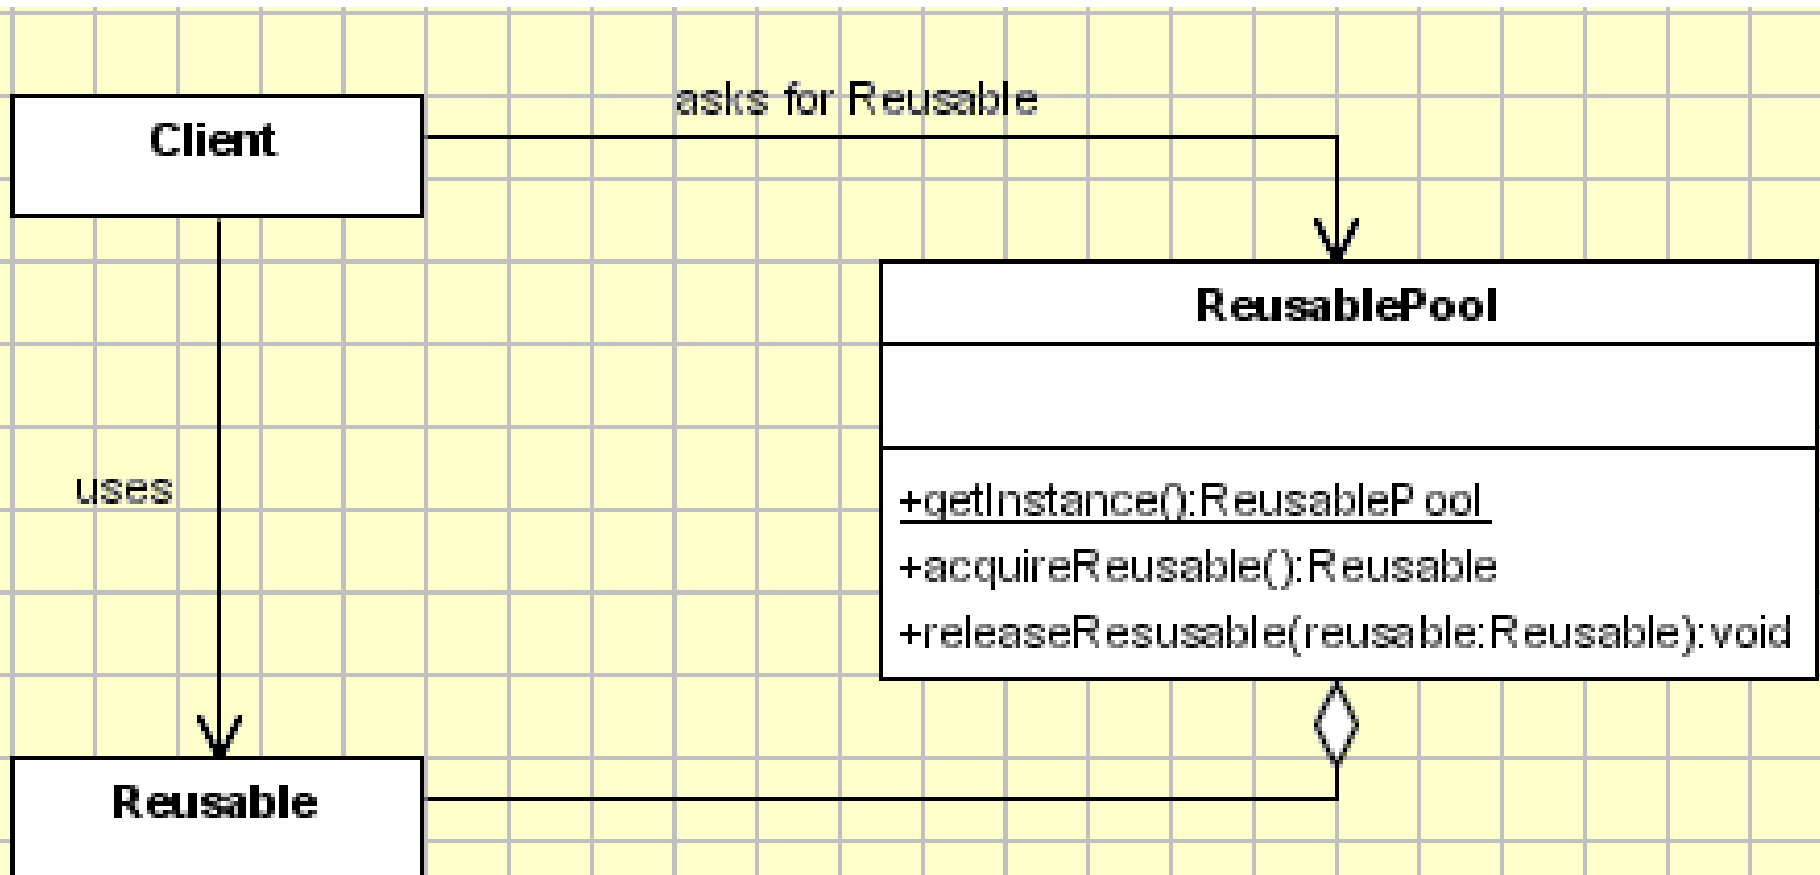 asks for Reusable
Client
ReusablePool
uses
+getInstance():ReusablePool
+acquireReusable():Reusable
+releaseResusable(reusable:Reusable):void
Reusable